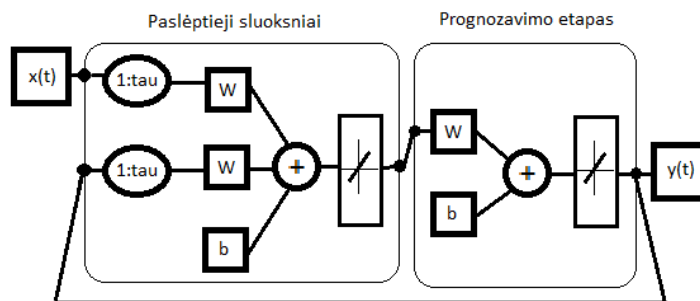 Paslėptieji sluoksniai
Prognozavimo etapas
x(t)
1:tau
W
1:tau
W
+
b
W
+
b
y(t)